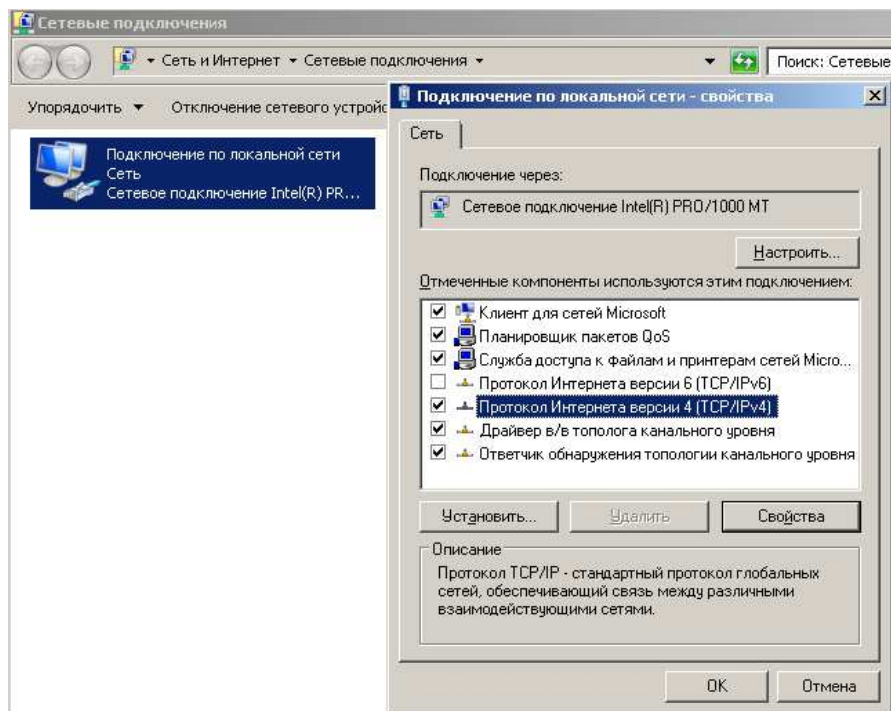 Сетевые подключения
Сеть и Интернет Сетевые подключения
Поиск: Сетевые
Упорядочить Отключение сетевого устройс
Подключение по локальной сети
Сеть
Сетевое подключение Intel(R) PR...
Подключение по локальной сети - свойства
Сеть
Подключение через:
Сетевое подключение Intel(R) PRO/1000 MT
Настроить...
Отмеченные компоненты используются этим подключением:
Клиент для сетей Microsoft
Планировщик пакетов QoS
Служба доступа к файлам и принтерам сетей Micro...
Протокол Интернета версии 6 (TCP/IPv6)
Протокол Интернета версии 4 (TCP/IPv4)
Драйвер в/в тополога канального уровня
Ответчик обнаружения топологии канального уровня
Установить... Удалить Свойства
Описание
Протокол TCP/IP - стандартный протокол глобальных
сетей, обеспечивающий связь между различными
взаимодействующими сетями.
OK Отмена